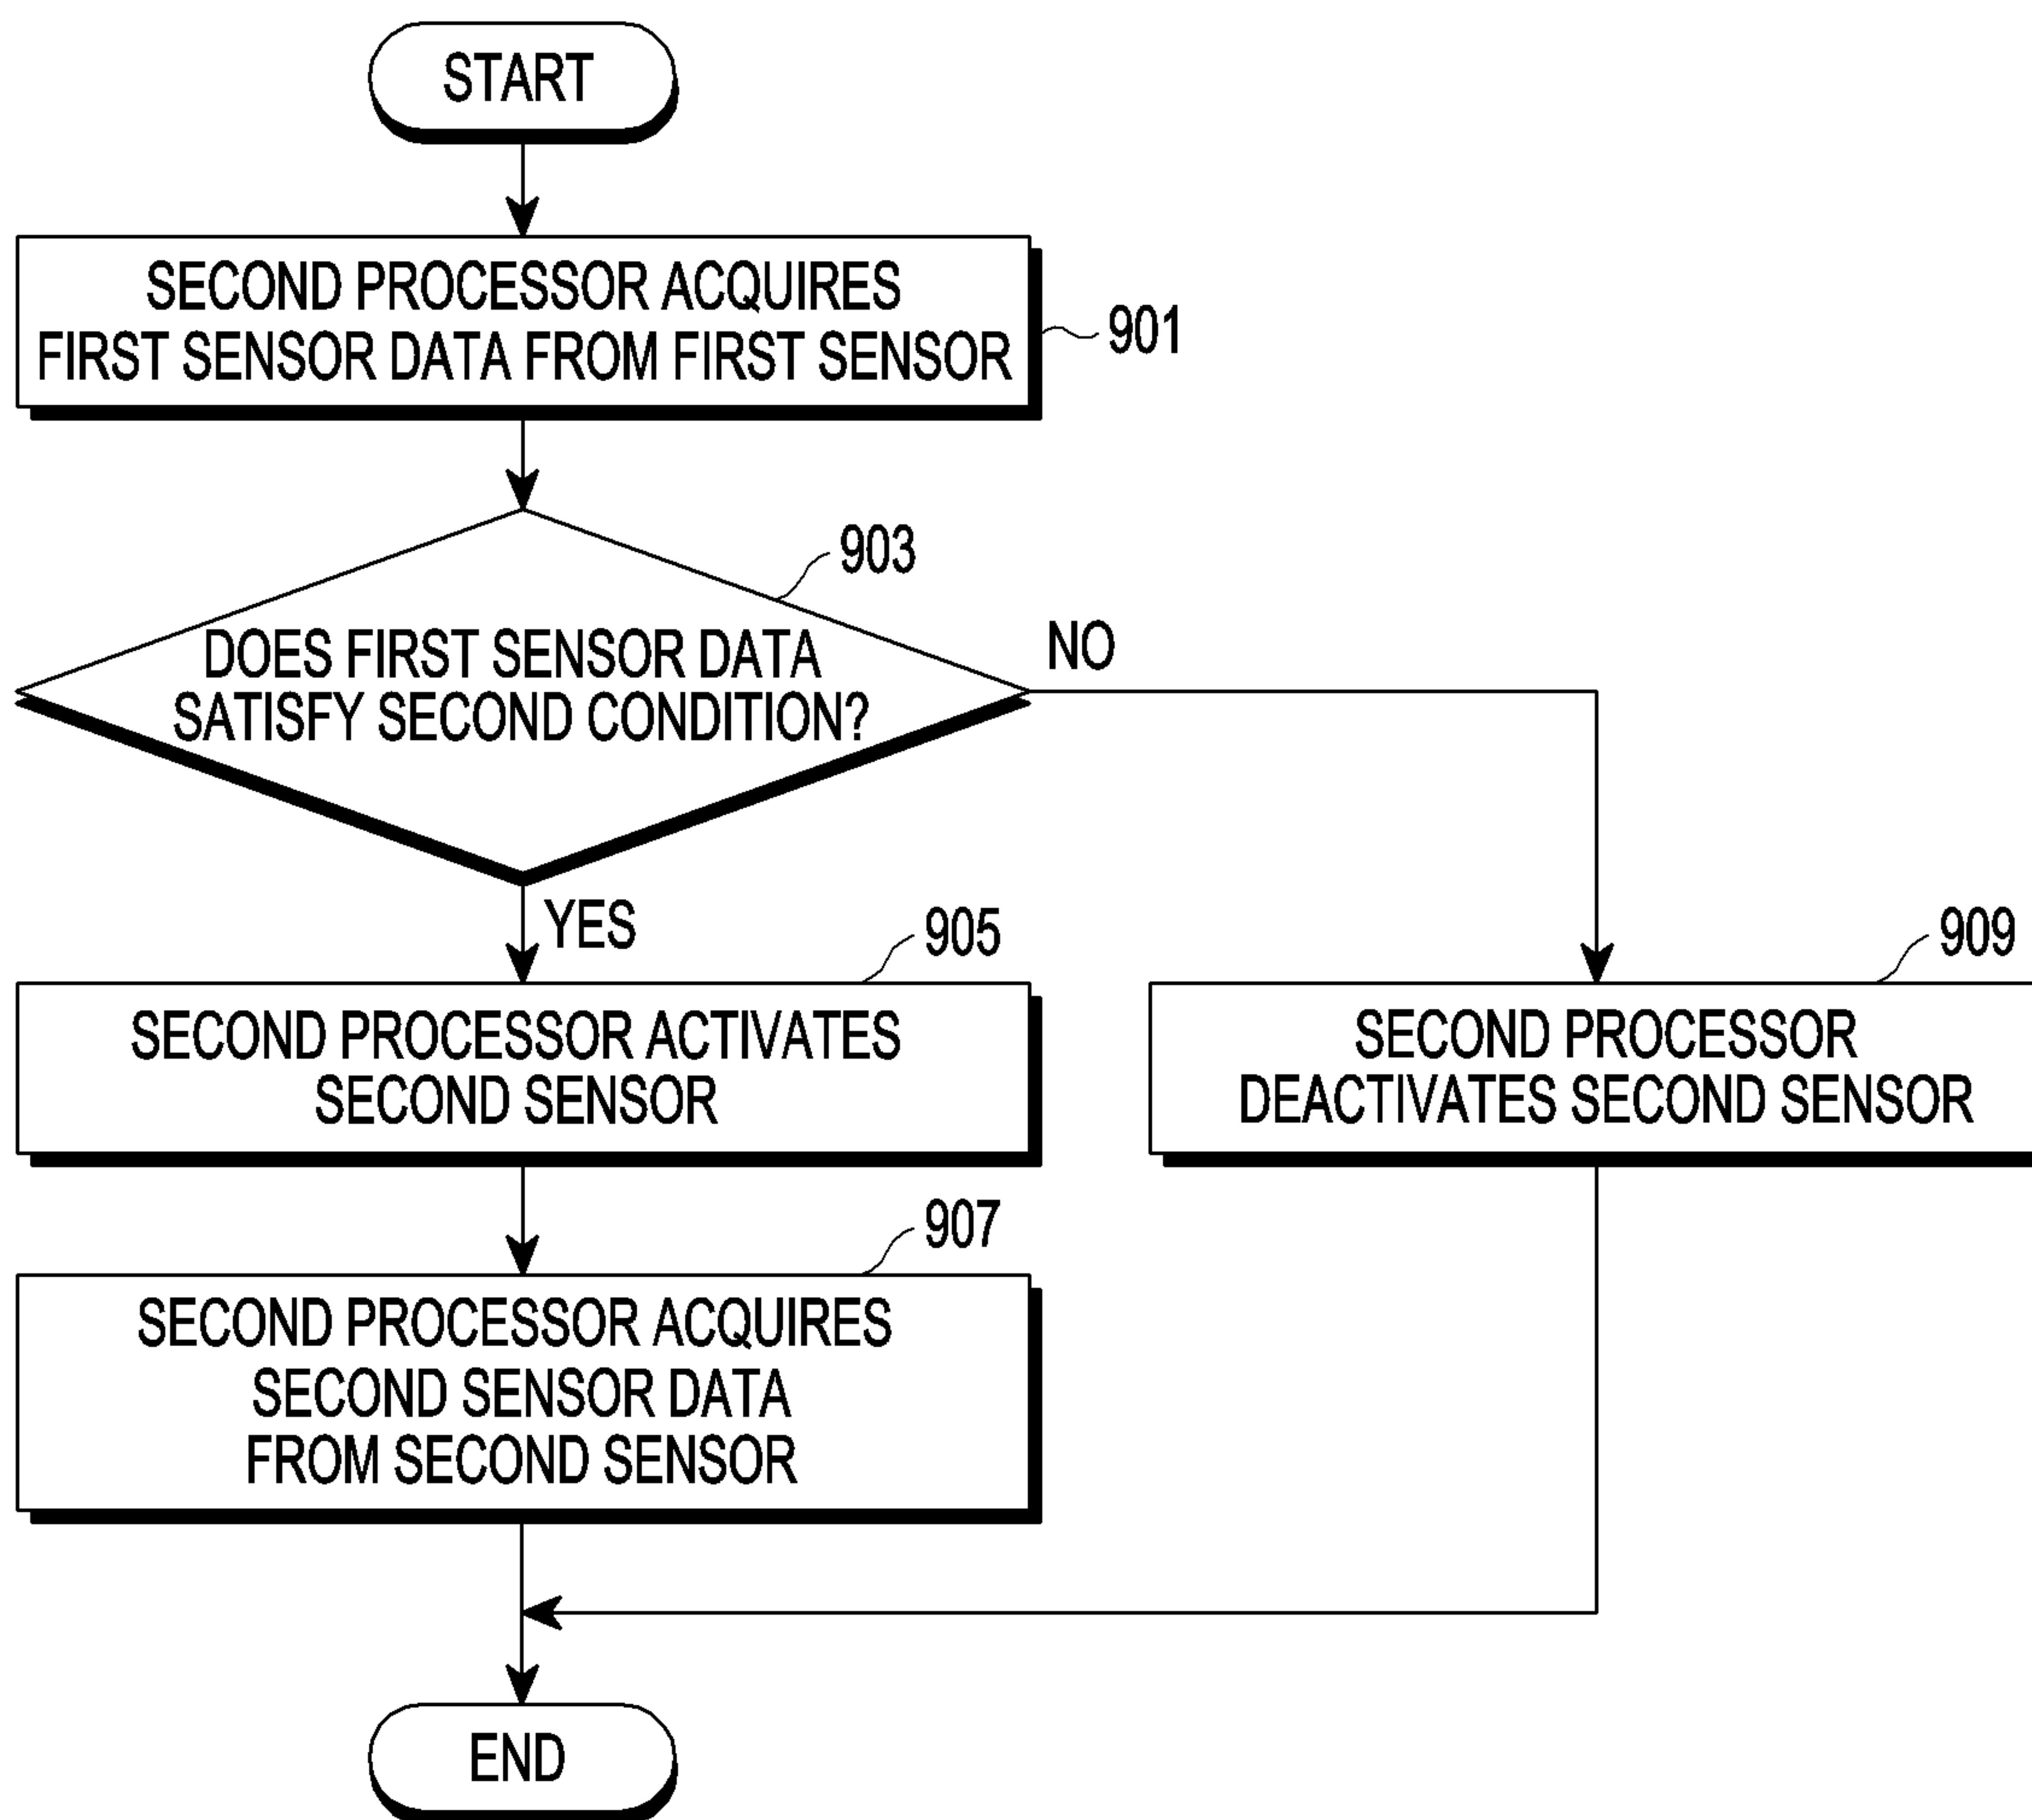 START
SECOND PROCESSOR ACQUIRES
FIRST SENSOR DATA FROM FIRST SENSOR
901
903
DOES FIRST SENSOR DATA
SATISFY SECOND CONDITION?
NO
YES
905
SECOND PROCESSOR ACTIVATES
SECOND SENSOR
909
SECOND PROCESSOR
DEACTIVATES SECOND SENSOR
907
SECOND PROCESSOR ACQUIRES
SECOND SENSOR DATA
FROM SECOND SENSOR
END